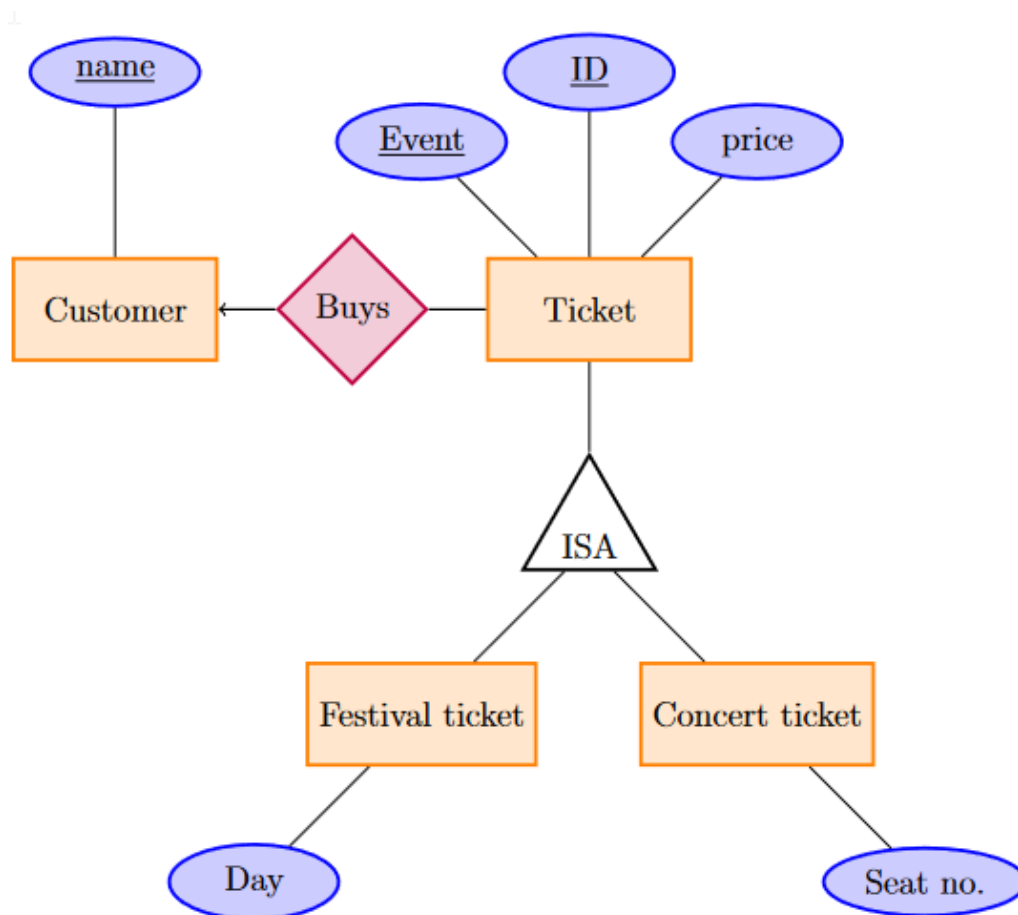 name
ID
Event
price
Customer
Buys
Ticket
ISA
Festival ticket
Concert ticket
Day
Seat no.